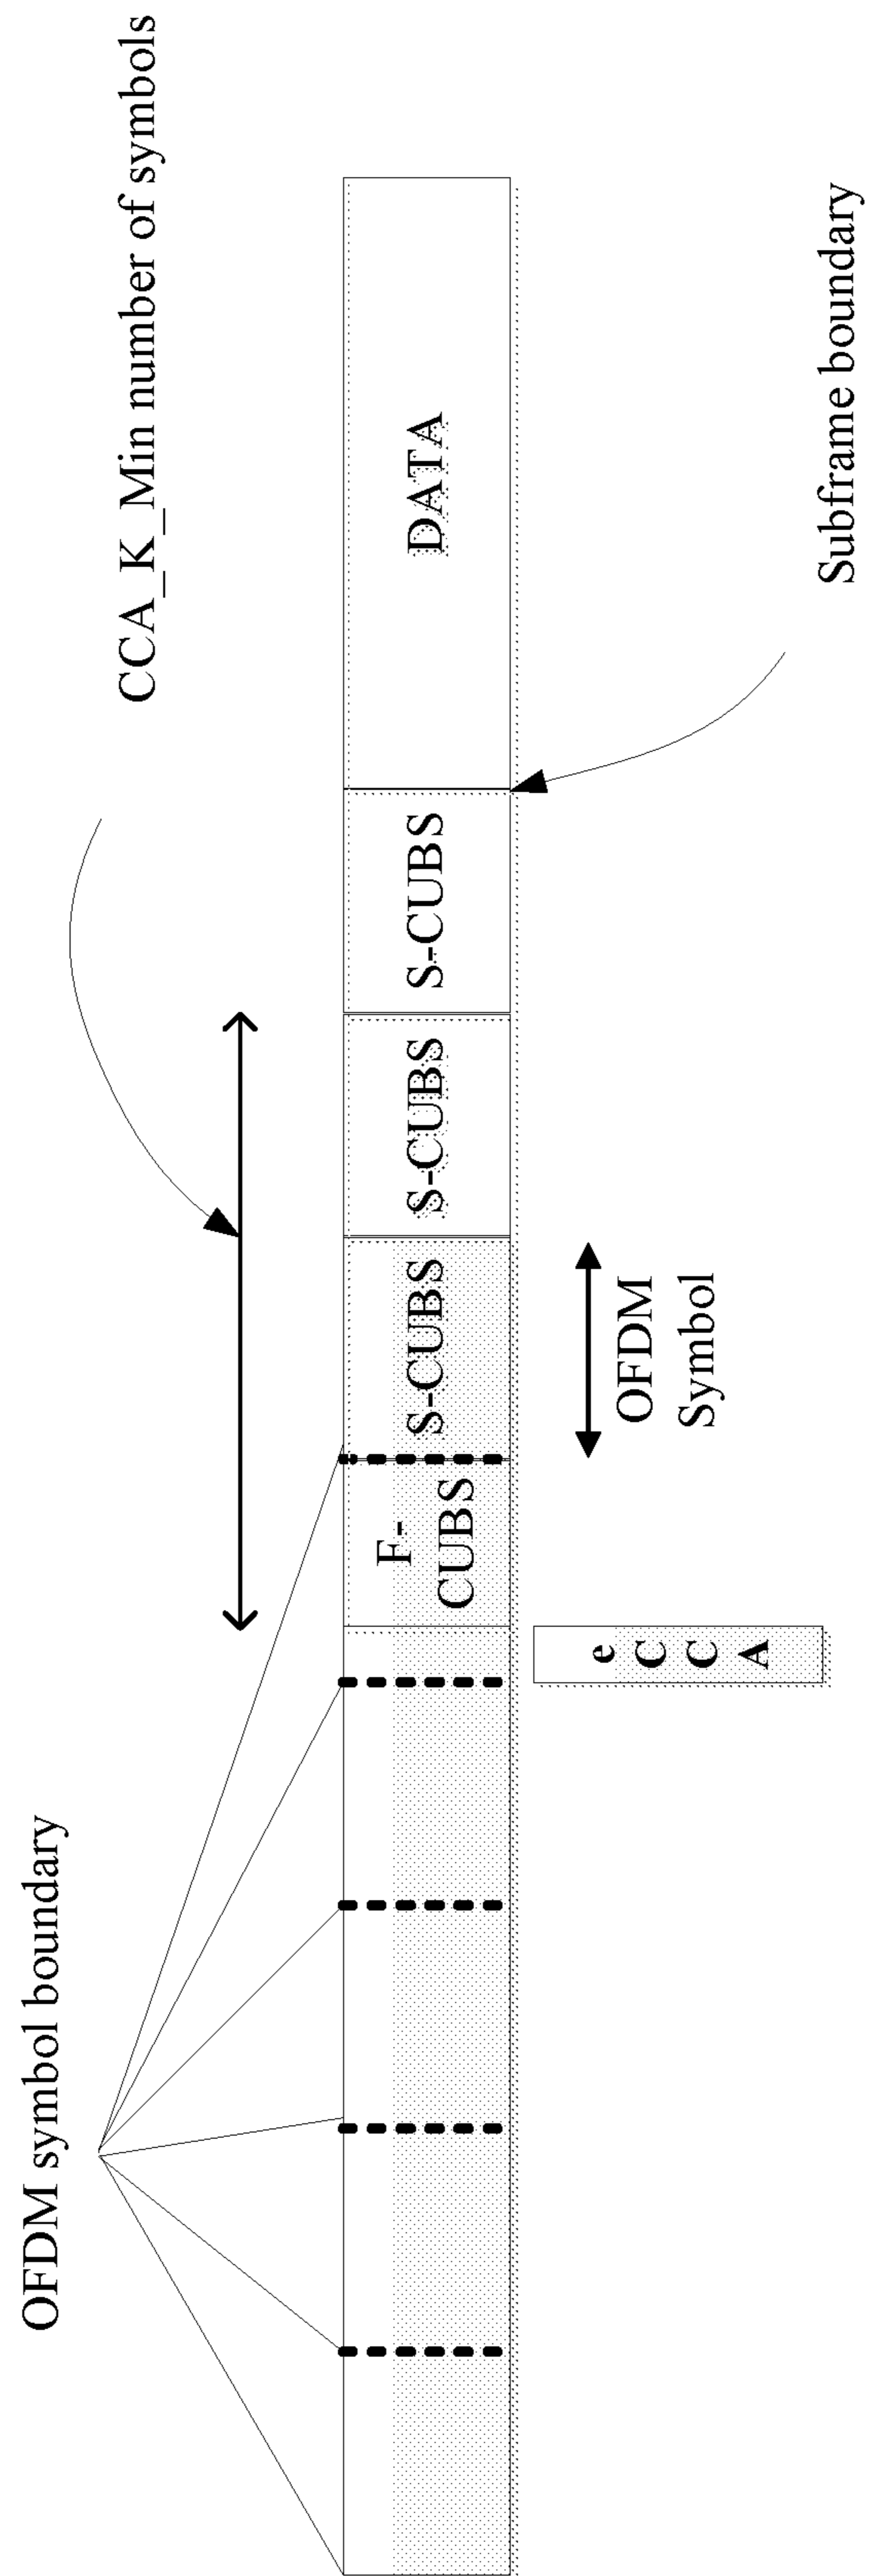 CCA_K_Min number of symbols
OFDM symbol boundary
F-
CUBS
S-CUBS
S-CUBS
S-CUBS
DATA
e
C
C
A
OFDM
Symbol
Subframe boundary